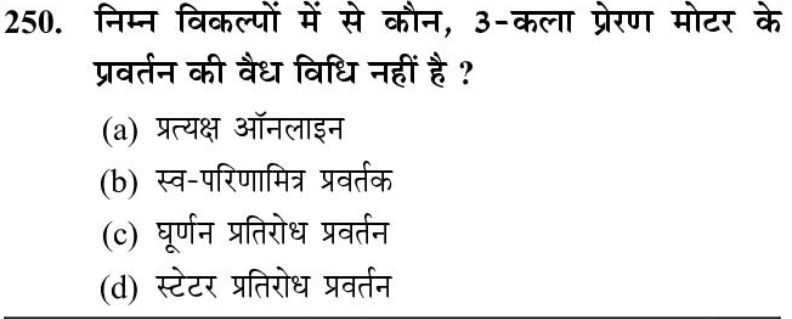 250. निम्न विकल्पों में से कौन, 3-कला प्रेरण मोटर के
प्रवर्तन की वैध विधि नहीं है ?
(a) प्रत्यक्ष ऑनलाइन
(b) स्व-परिणामित्र प्रवर्तक
(c) घूर्णन प्रतिरोध प्रवर्तन
(d) स्टेटर प्रतिरोध प्रवर्तन